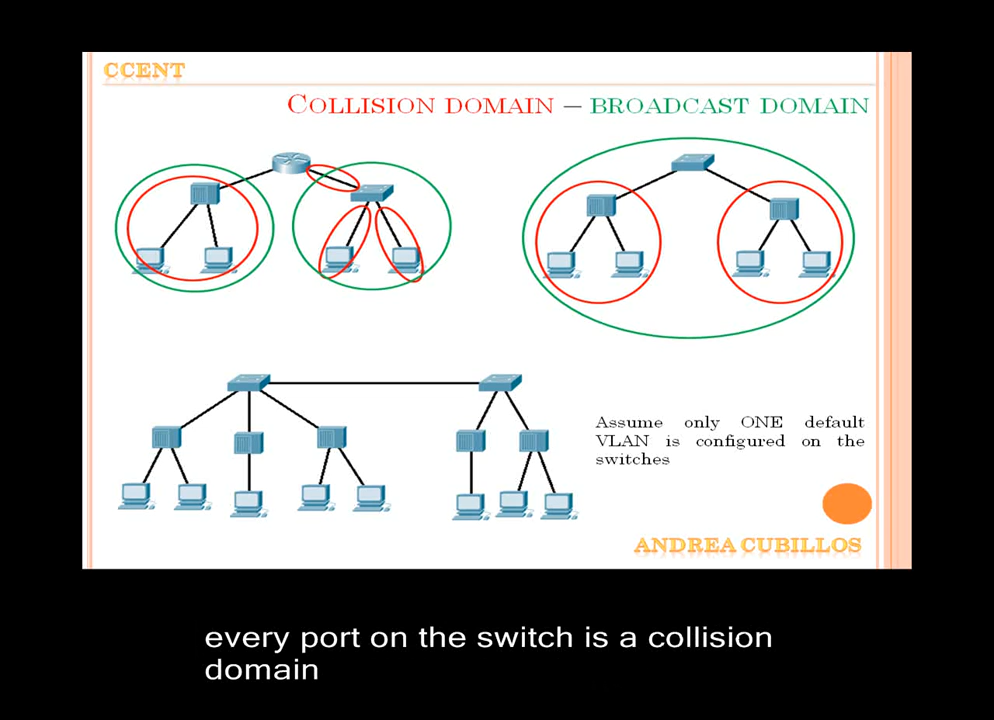 CCENT
COLLISION DOMAIN – BROADCAST DOMAIN
Assume only ONE default
VLAN is configured on the
switches
ANDREA CUBILLOS
every port on the switch is a collision
domain